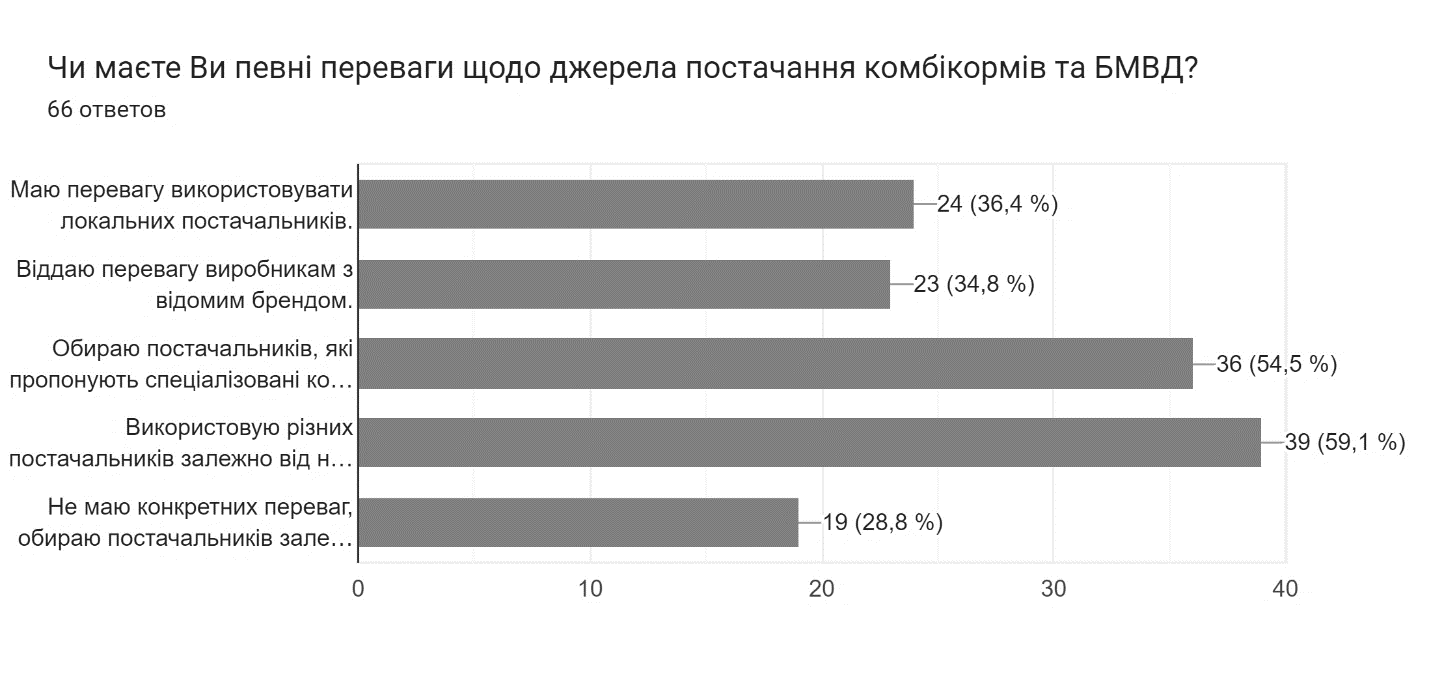 Чи маєте Ви певні переваги щодо джерела постачання комбікормів та БМВД?
66 ответов
Маю перевагу використовувати
локальних постачальників.
24 (36,4 %)
Віддаю перевагу виробникам з
відомим брендом.
23 (34,8 %)
Обираю постачальників, які
пропонують спеціалізовані ко…
36 (54,5 %)
Використовую різних
постачальників залежно від н…
39 (59,1 %)
Не маю конкретних переваг,
обираю постачальників зале…
19 (28,8 %)
0 10 20 30 40